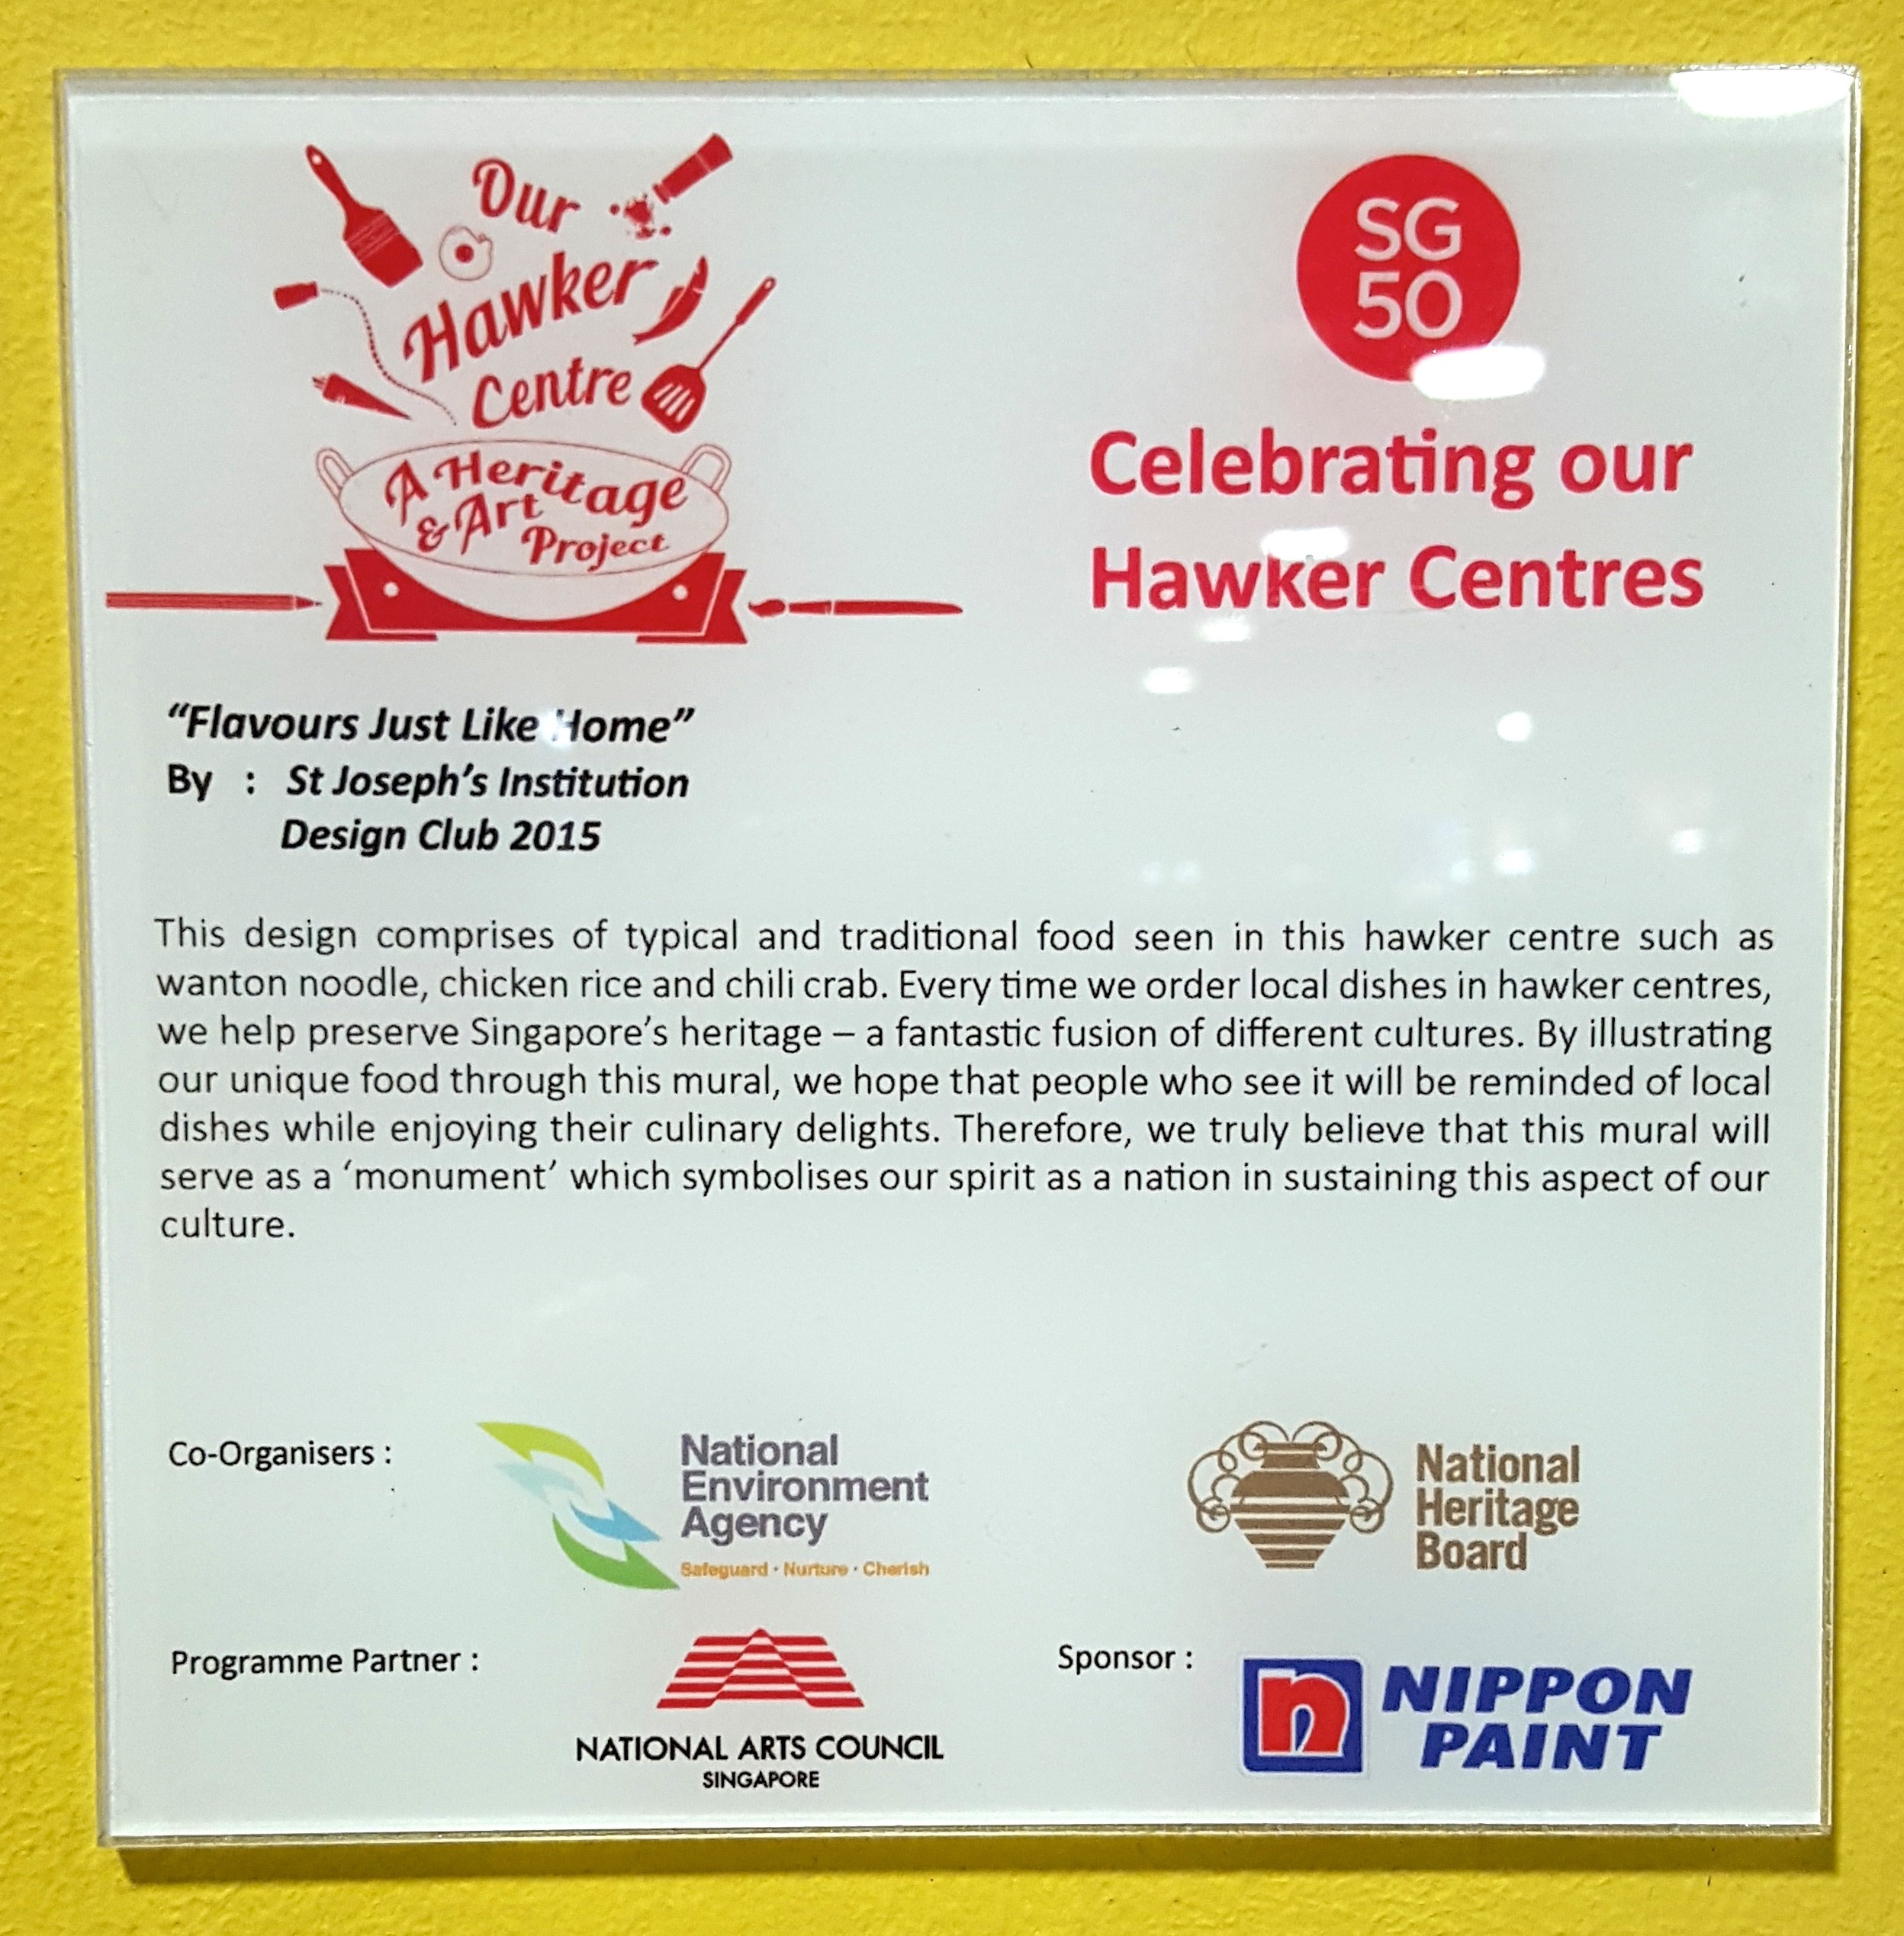 Our
Hawker
Centre
A Heritage
& Art
Project
SG
50
Celebrating our
Hawker Centres
“Flavours Just Like Home”
By : St Joseph’s Institution
Design Club 2015
This design comprises of typical and traditional food seen in this hawker centre such as
wanton noodle, chicken rice and chili crab. Every time we order local dishes in hawker centres,
we help preserve Singapore’s heritage – a fantastic fusion of different cultures. By illustrating
our unique food through this mural, we hope that people who see it will be reminded of local
dishes while enjoying their culinary delights. Therefore, we truly believe that this mural will
serve as a ‘monument’ which symbolises our spirit as a nation in sustaining this aspect of our
culture.
Co-Organisers :
National
Environment
Agency
Safeguard · Nurture · Cherish
National
Heritage
Board
Programme Partner :
NATIONAL ARTS COUNCIL
SINGAPORE
Sponsor :
n
NIPPON
PAINT